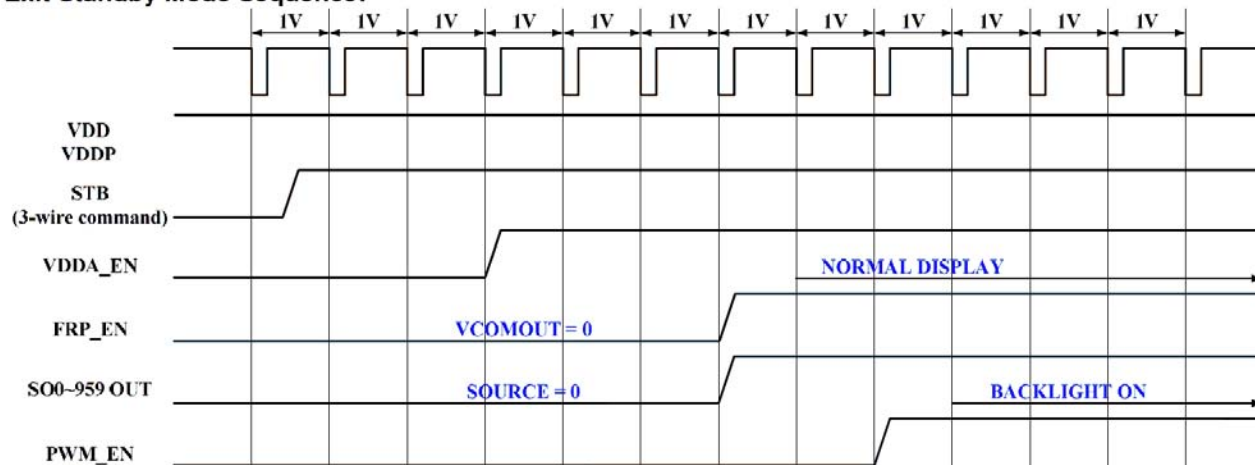 Exit Standby Mode Sequence:
1V 1V 1V 1V 1V 1V 1V 1V 1V 1V 1V 1V
VDD
VDDP
STB
(3-wire command)
VDDA_EN
NORMAL DISPLAY
FRP_EN
VCOMOUT = 0
SO0~959 OUT
SOURCE = 0
BACKLIGHT ON
PWM_EN